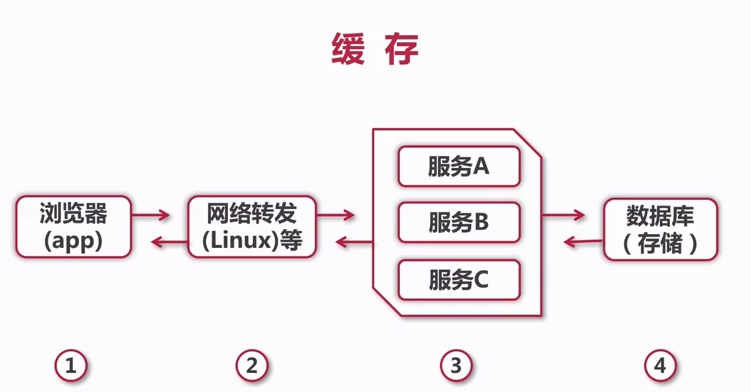 缓 存
浏览器
(app)
网络转发
(Linux)等
服务A
服务B
服务C
数据库
（存储）
① ② ③ ④